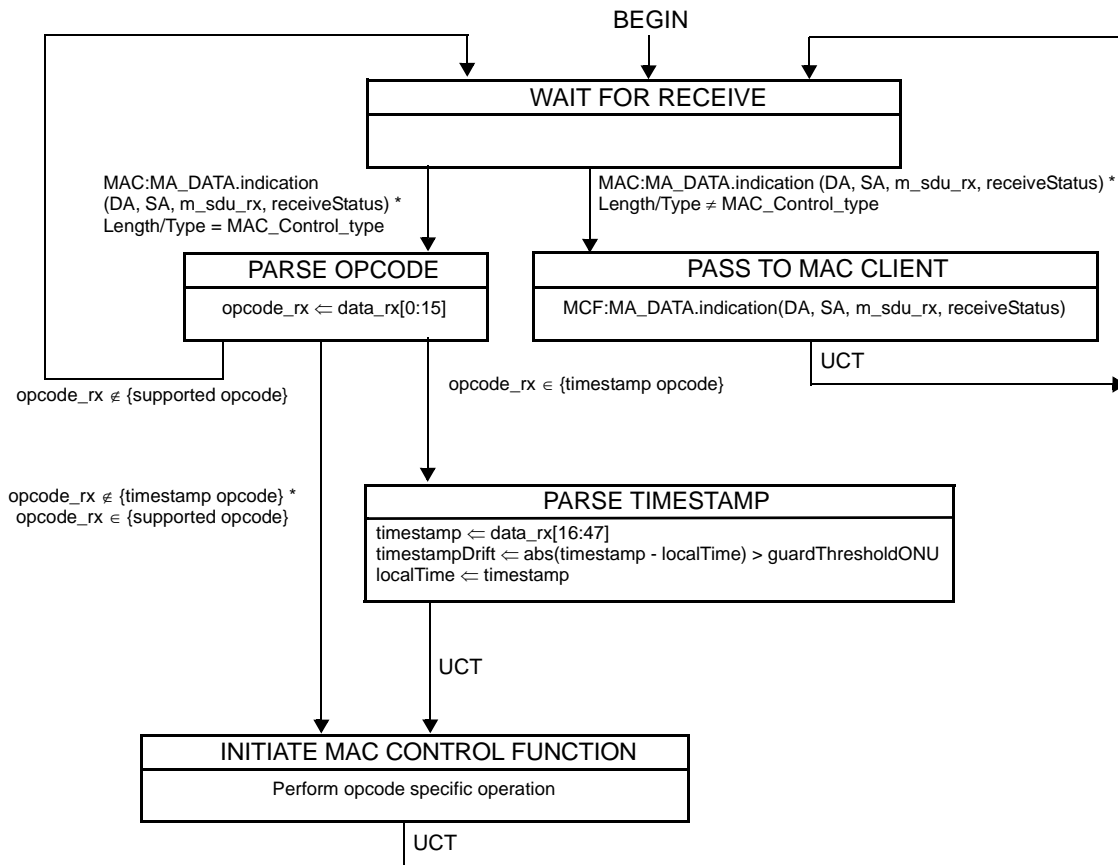 BEGIN
WAIT FOR RECEIVE
MAC:MA_DATA.indication
(DA, SA, m_sdu_rx, receiveStatus) *
Length/Type = MAC_Control_type
MAC:MA_DATA.indication (DA, SA, m_sdu_rx, receiveStatus) *
Length/Type ≠ MAC_Control_type
PARSE OPCODE
opcode_rx ⇐ data_rx[0:15]
PASS TO MAC CLIENT
MCF:MA_DATA.indication(DA, SA, m_sdu_rx, receiveStatus)
UCT
opcode_rx ∉ {supported opcode}
opcode_rx ∈ {timestamp opcode}
opcode_rx ∉ {timestamp opcode} *
opcode_rx ∈ {supported opcode}
PARSE TIMESTAMP
timestamp ⇐ data_rx[16:47]
timestampDrift ⇐ abs(timestamp - localTime) > guardThresholdONU
localTime ⇐ timestamp
UCT
INITIATE MAC CONTROL FUNCTION
Perform opcode specific operation
UCT